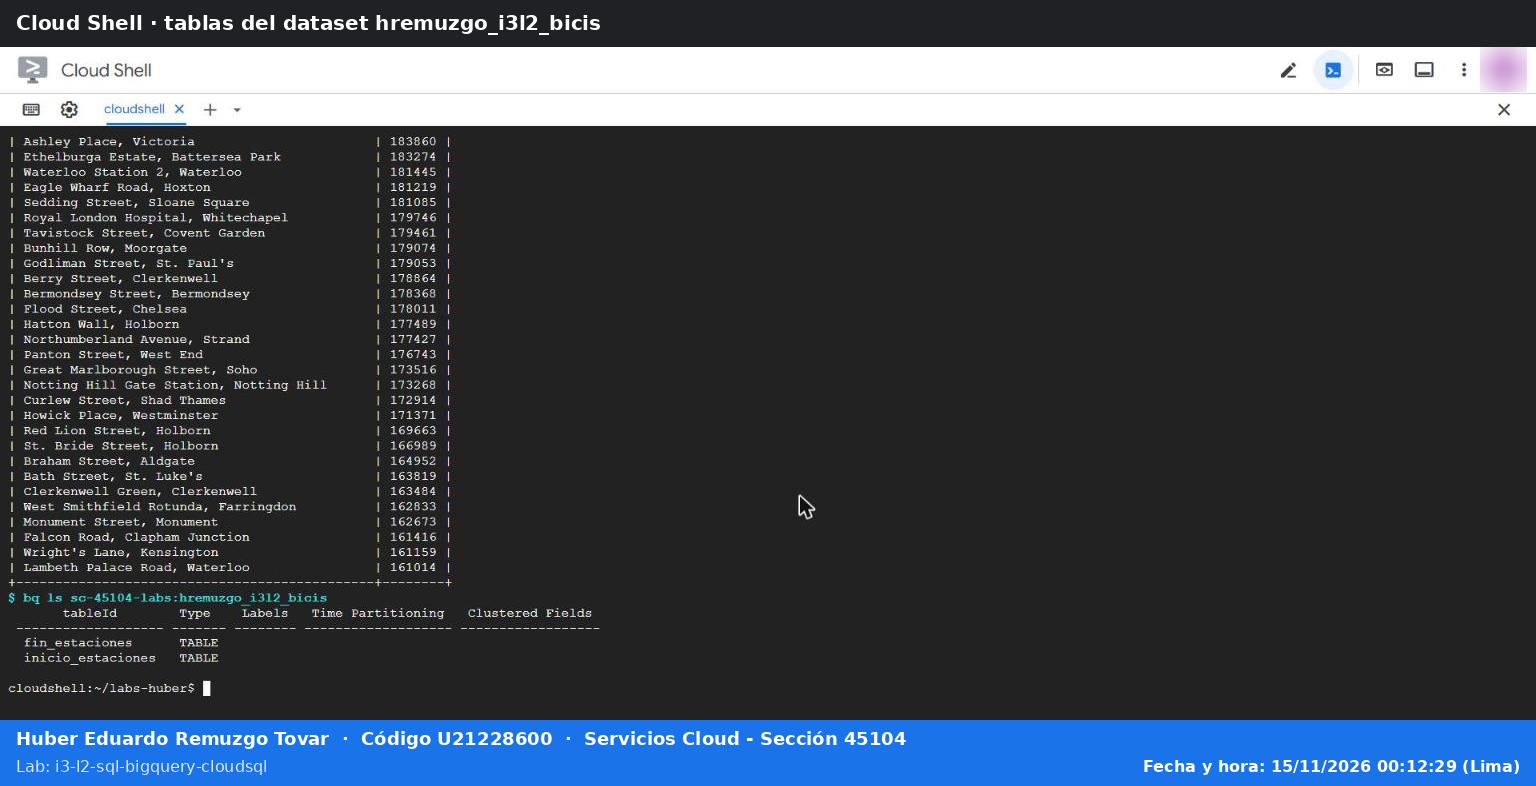 Cloud Shell · tablas del dataset hremuzgo_i3l2_bicis
Cloud Shell
cloudshell
| Ashley Place, Victoria | 183860 |
| Ethelburga Estate, Battersea Park | 183274 |
| Waterloo Station 2, Waterloo | 181445 |
| Eagle Wharf Road, Hoxton | 181219 |
| Sedding Street, Sloane Square | 181085 |
| Royal London Hospital, Whitechapel | 179746 |
| Tavistock Street, Covent Garden | 179461 |
| Bunhill Row, Moorgate | 179074 |
| Godliman Street, St. Paul's | 179053 |
| Berry Street, Clerkenwell | 178864 |
| Bermondsey Street, Bermondsey | 178368 |
| Flood Street, Chelsea | 178011 |
| Hatton Wall, Holborn | 177489 |
| Northumberland Avenue, Strand | 177427 |
| Panton Street, West End | 176743 |
| Great Marlborough Street, Soho | 173516 |
| Notting Hill Gate Station, Notting Hill | 173268 |
| Curlew Street, Shad Thames | 172914 |
| Howick Place, Westminster | 171371 |
| Red Lion Street, Holborn | 169663 |
| St. Bride Street, Holborn | 166989 |
| Braham Street, Aldgate | 164952 |
| Bath Street, St. Luke's | 163819 |
| Clerkenwell Green, Clerkenwell | 163484 |
| West Smithfield Rotunda, Farringdon | 162833 |
| Monument Street, Monument | 162673 |
| Falcon Road, Clapham Junction | 161416 |
| Wright's Lane, Kensington | 161159 |
| Lambeth Palace Road, Waterloo | 161014 |
+----------------------------------------------+--------+
$ bq ls sc-45104-labs:hremuzgo_i3l2_bicis
tableId Type Labels Time Partitioning Clustered Fields
------------------- ------- -------- ------------------- ------------------
fin_estaciones TABLE
inicio_estaciones TABLE
cloudshell:~/labs-huber$
Huber Eduardo Remuzgo Tovar · Código U21228600 · Servicios Cloud - Sección 45104
Lab: i3-l2-sql-bigquery-cloudsql
Fecha y hora: 15/11/2026 00:12:29 (Lima)